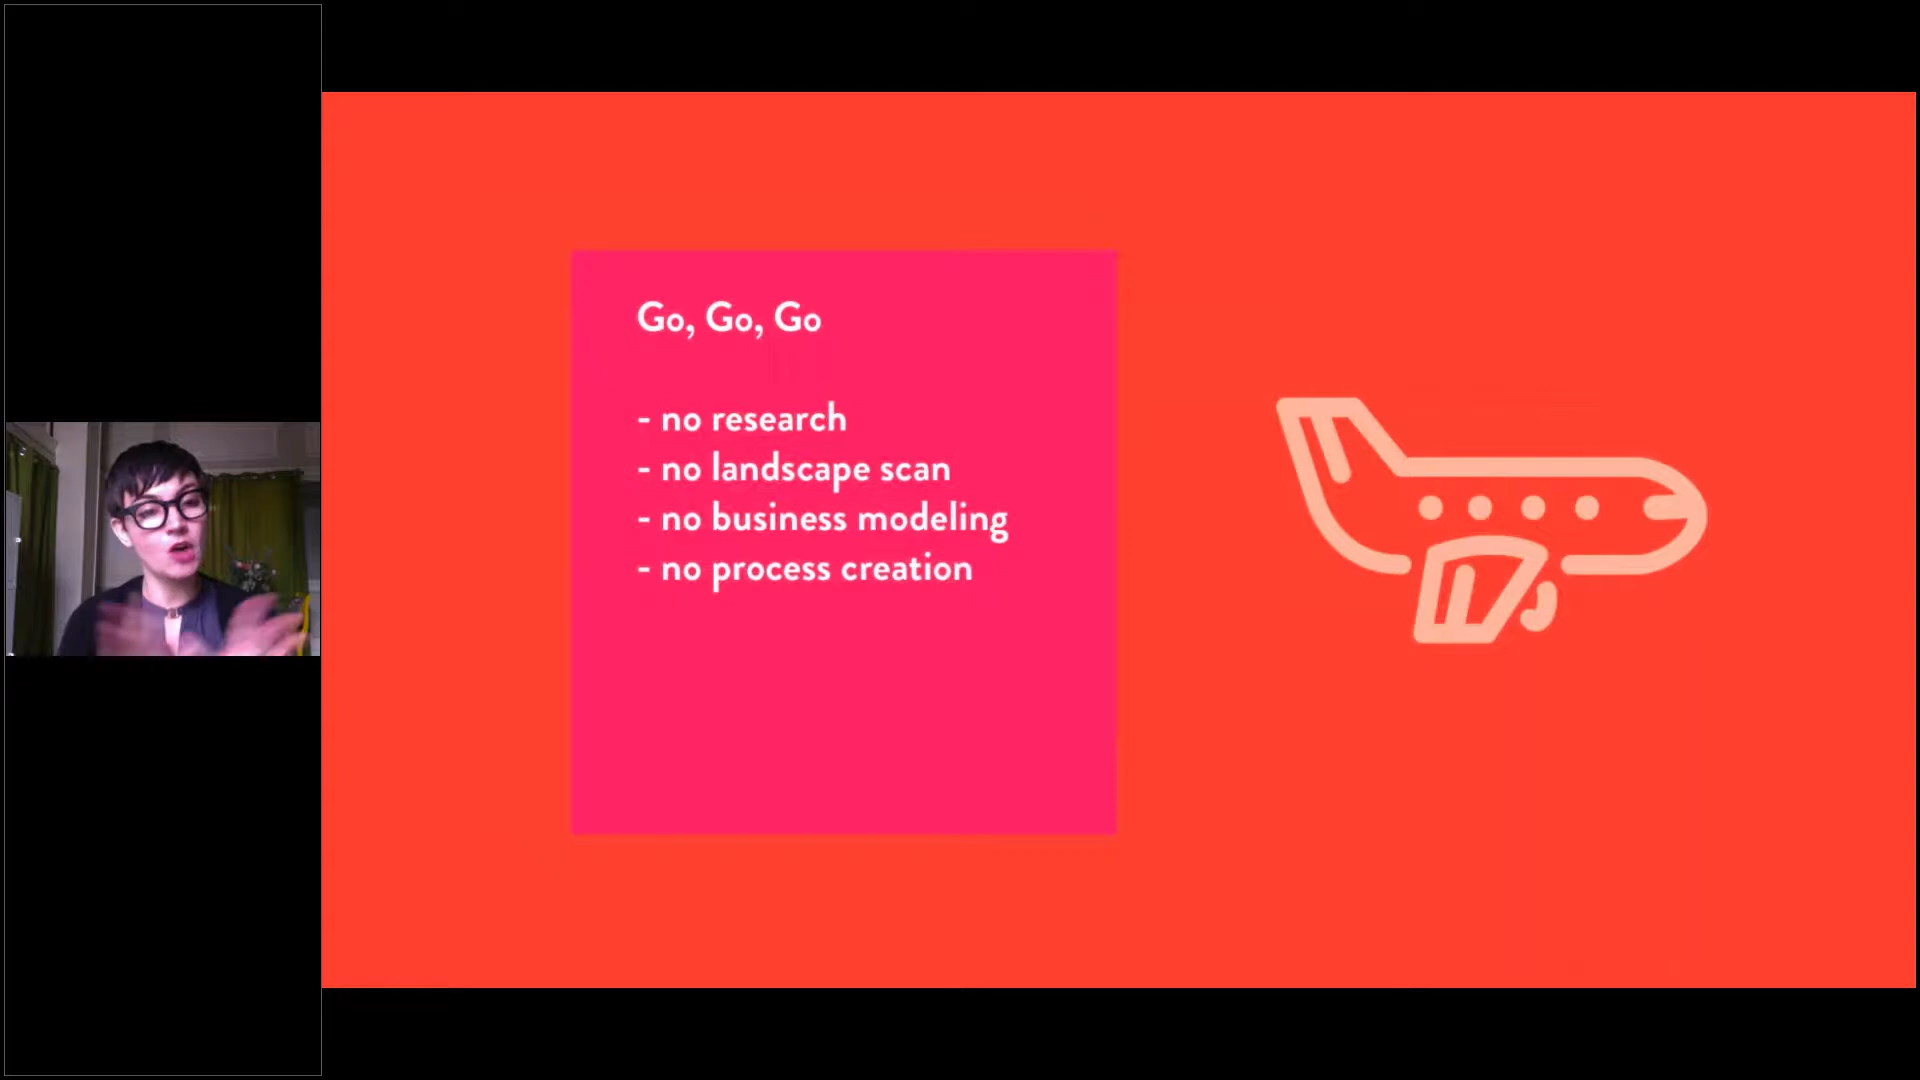 Go, Go, Go
- no research
- no landscape scan
- no business modeling
- no process creation